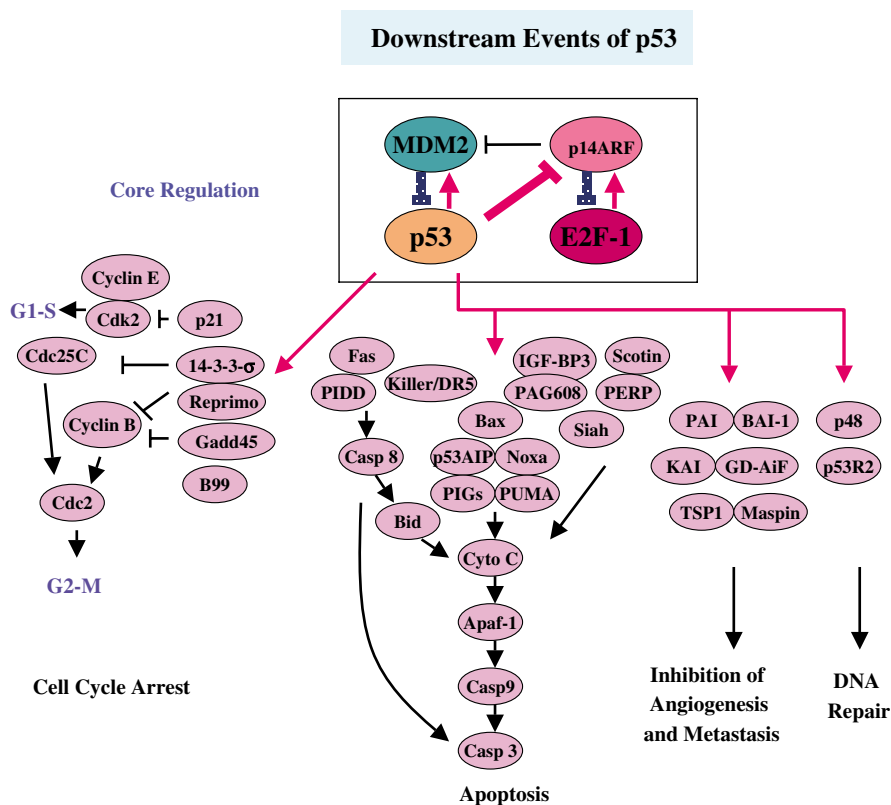 Downstream Events of p53
MDM2
p14ARF
Core Regulation
p53
E2F-1
Cyclin E
G1-S
Cdk2
p21
Cdc25C
14-3-3-σ
Reprimo
Cyclin B
Gadd45
B99
Cdc2
G2-M
Cell Cycle Arrest
Fas
PIDD
Killer/DR5
Casp 8
Bid
IGF-BP3
PAG608
Scotin
PERP
Bax
Siah
p53AIP
Noxa
PIGs
PUMA
Cyto C
Apaf-1
Casp9
Casp 3
Apoptosis
PAI
BAI-1
KAI
GD-AiF
TSP1
Maspin
Inhibition of
Angiogenesis
and Metastasis
p48
p53R2
DNA
Repair